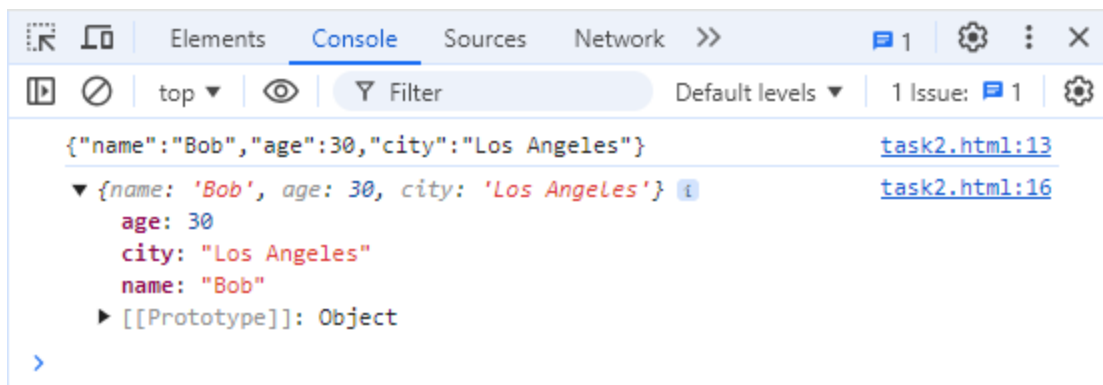 Elements Console Sources Network 1
top Filter Default levels 1 Issue: 1
{"name":"Bob","age":30,"city":"Los Angeles"} task2.html:13
{name: 'Bob', age: 30, city: 'Los Angeles'} i task2.html:16
age: 30
city: "Los Angeles"
name: "Bob"
[[Prototype]]: Object